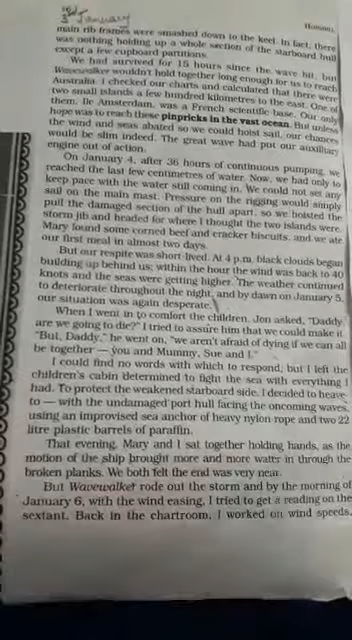 3rd January
main rib frames were smashed down to the keel. In fact, there
was nothing holding up a whole section of the starboard hull
except a few cupboard partitions.
We had survived for 15 hours since the wave hit, but
Wavewalker wouldn't hold together long enough for us to reach
Australia. I checked our charts and calculated that there were
two small islands a few hundred kilometres to the east. One of
them, Ile Amsterdam, was a French scientific base. Our only
hope was to reach these pinpricks in the vast ocean. But unless
the wind and seas abated so we could hoist sail, our chances
would be slim indeed. The great wave had put our auxiliary
engine out of action.
On January 4, after 36 hours of continuous pumping, we
reached the last few centimetres of water. Now, we had only to
keep pace with the water still coming in. We could not set any
sail on the main mast. Pressure on the rigging would simply
pull the damaged section of the hull apart, so we hoisted the
storm jib and headed for where I thought the two islands were.
Mary found some corned beef and cracker biscuits, and we ate
our first meal in almost two days.
But our respite was short-lived. At 4 p.m. black clouds began
building up behind us; within the hour the wind was back to 40
knots and the seas were getting higher. The weather continued
to deteriorate throughout the night, and by dawn on January 5,
our situation was again desperate.
When I went in to comfort the children, Jon asked, "Daddy,
are we going to die?" I tried to assure him that we could make it.
"But, Daddy," he went on, "we aren't afraid of dying if we can all
be together — you and Mummy, Sue and I."
I could find no words with which to respond, but I left the
children's cabin determined to fight the sea with everything I
had. To protect the weakened starboard side, I decided to heave-
to — with the undamaged port hull facing the oncoming waves,
using an improvised sea anchor of heavy nylon rope and two 22
litre plastic barrels of paraffin.
That evening, Mary and I sat together holding hands, as the
motion of the ship brought more and more water in through the
broken planks. We both felt the end was very near.
But Wavewalker rode out the storm and by the morning of
January 6, with the wind easing, I tried to get a reading on the
sextant. Back in the chartroom, I worked on wind speeds,